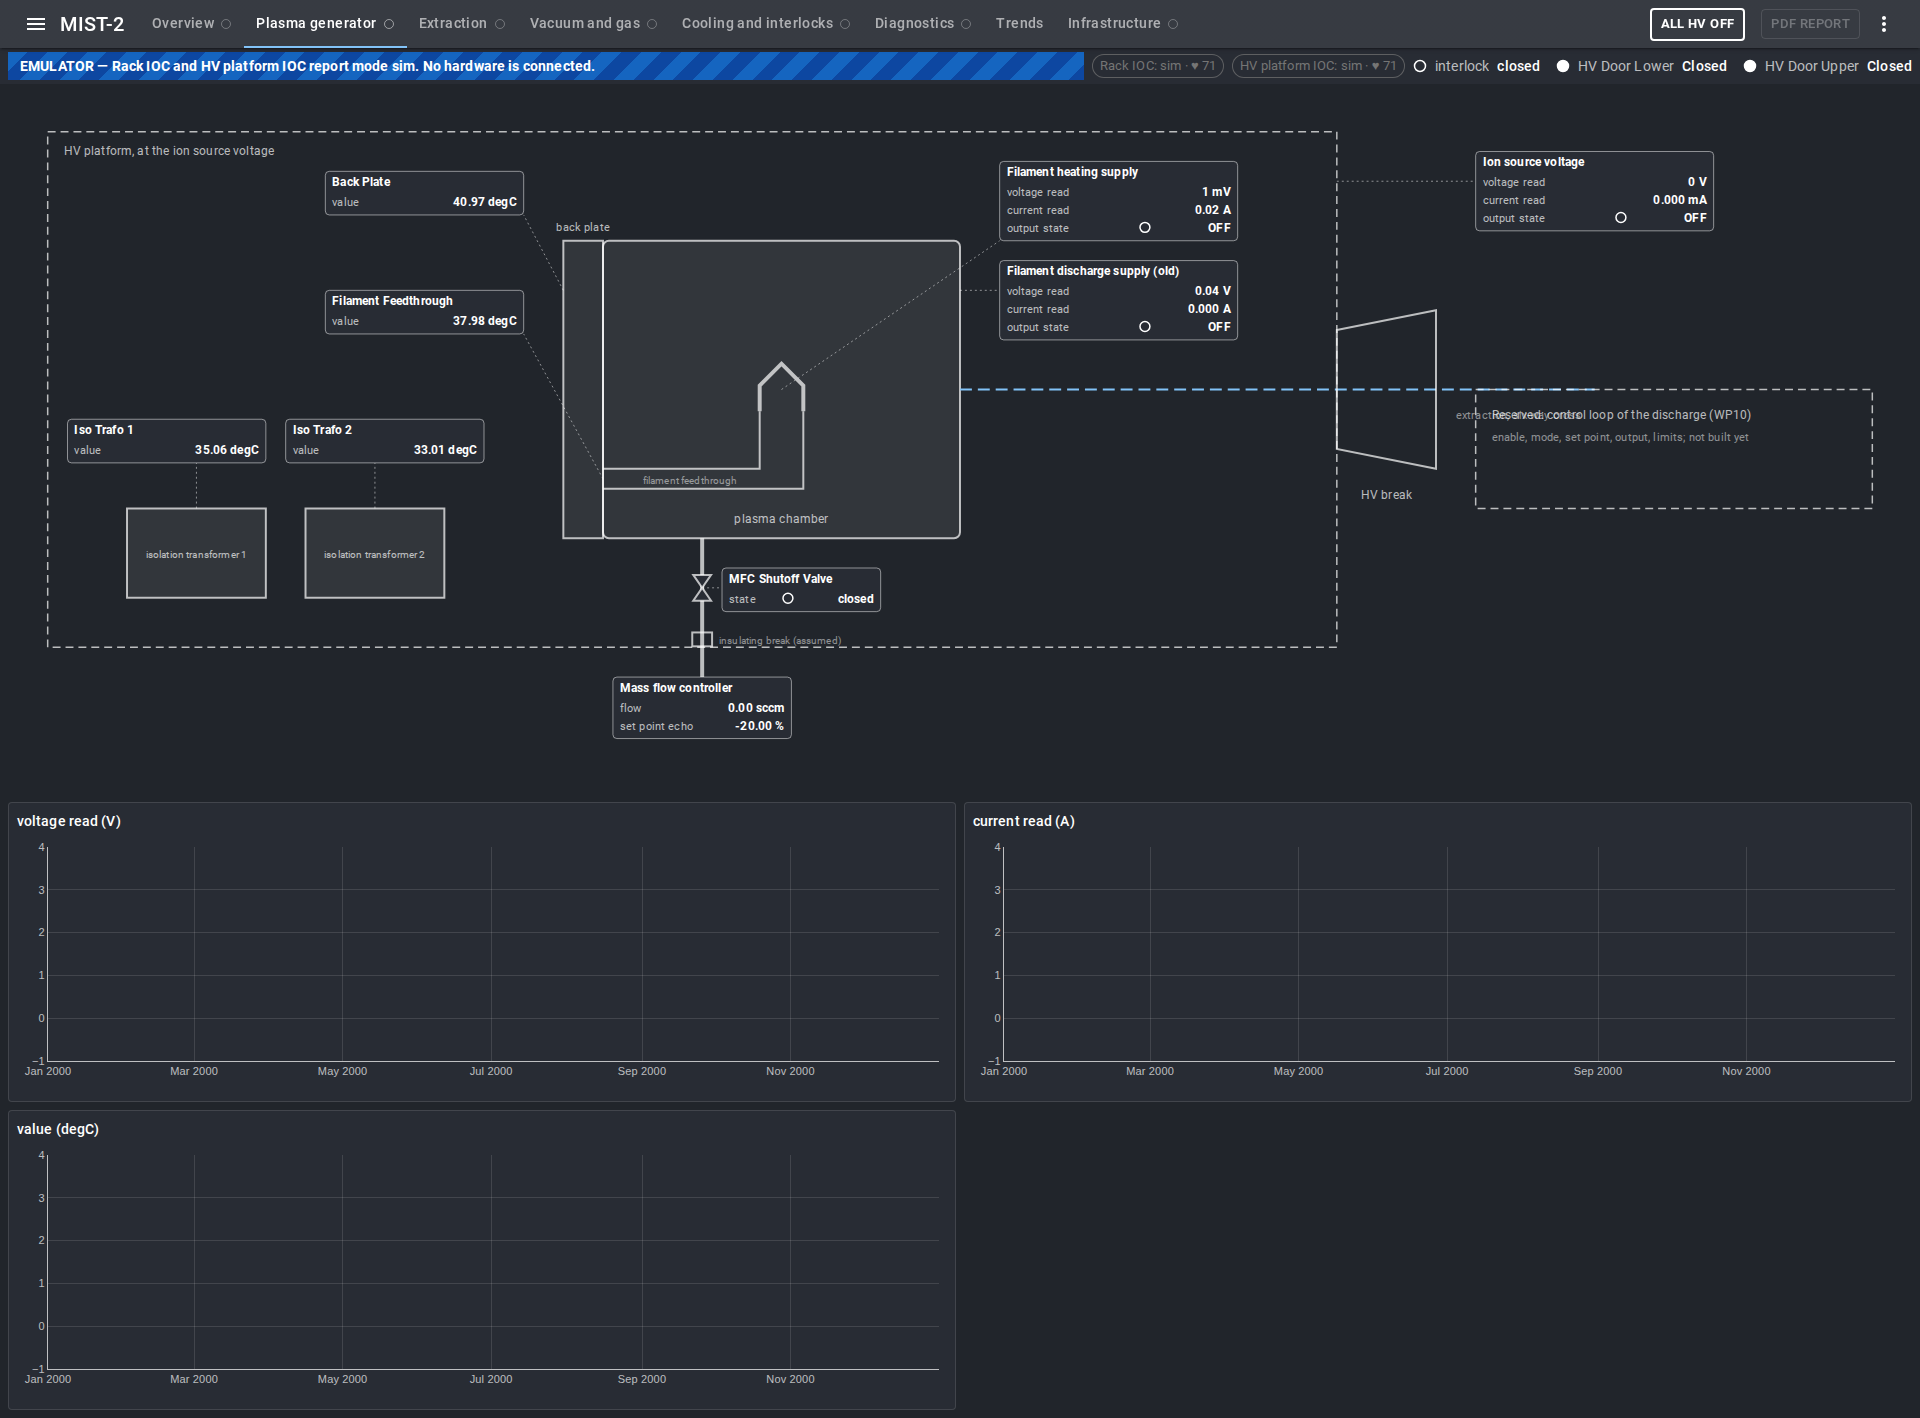 MIST-2
Overview
Plasma generator
Extraction
Vacuum and gas
Cooling and interlocks
Diagnostics
Trends
Infrastructure
ALL HV OFF
PDF REPORT
EMULATOR — Rack IOC and HV platform IOC report mode sim. No hardware is connected.
Rack IOC: sim · ♥ 71
HV platform IOC: sim · ♥ 71
interlock closed
HV Door Lower Closed
HV Door Upper Closed
HV platform, at the ion source voltage
Back Plate
value 40.97 degC
back plate
Filament heating supply
voltage read 1 mV
current read 0.02 A
output state OFF
Ion source voltage
voltage read 0 V
current read 0.000 mA
output state OFF
Filament Feedthrough
value 37.98 degC
Filament discharge supply (old)
voltage read 0.04 V
current read 0.000 A
output state OFF
Iso Trafo 1
value 35.06 degC
Iso Trafo 2
value 33.01 degC
Reserved: control loop of the discharge (WP10)
enable, mode, set point, output, limits; not built yet
filament feedthrough
plasma chamber
HV break
isolation transformer 1
isolation transformer 2
MFC Shutoff Valve
state closed
insulating break (assumed)
Mass flow controller
flow 0.00 sccm
set point echo -20.00 %
voltage read (V)
4
3
2
1
0
−1
Jan 2000 Mar 2000 May 2000 Jul 2000 Sep 2000 Nov 2000
current read (A)
4
3
2
1
0
−1
Jan 2000 Mar 2000 May 2000 Jul 2000 Sep 2000 Nov 2000
value (degC)
4
3
2
1
0
−1
Jan 2000 Mar 2000 May 2000 Jul 2000 Sep 2000 Nov 2000